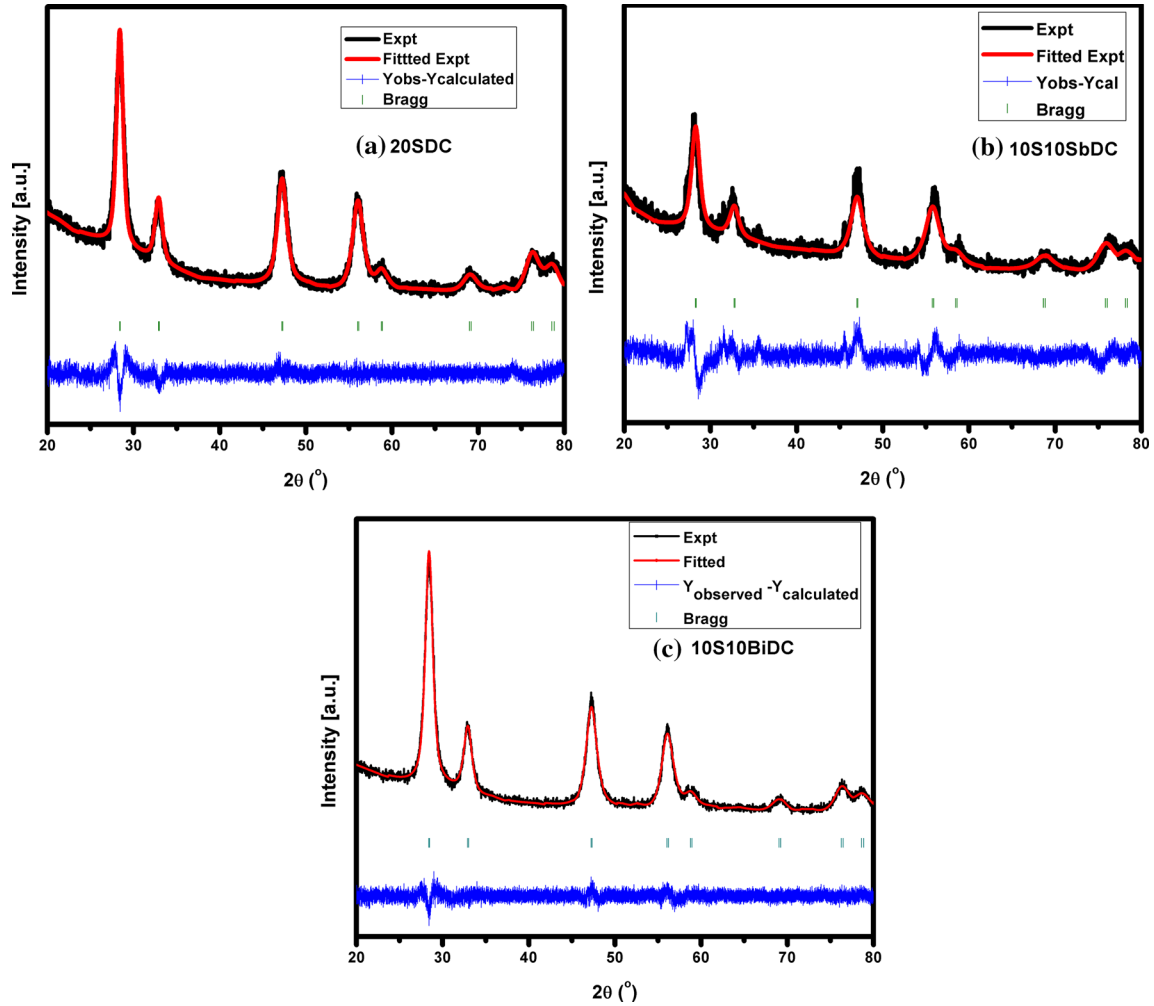 Expt
Fittted Expt
Yobs-Ycalculated
Bragg
(a) 20SDC
Intensity [a.u.]
20 30 40 50 60 70 80
2θ (°)
Expt
Fitted Expt
Yobs-Ycal
Bragg
(b) 10S10SbDC
Intensity [a.u.]
20 30 40 50 60 70 80
2θ (°)
Expt
Fitted
Yobserved -Ycalculated
Bragg
(c) 10S10BiDC
Intensity [a.u.]
20 30 40 50 60 70 80
2θ (°)